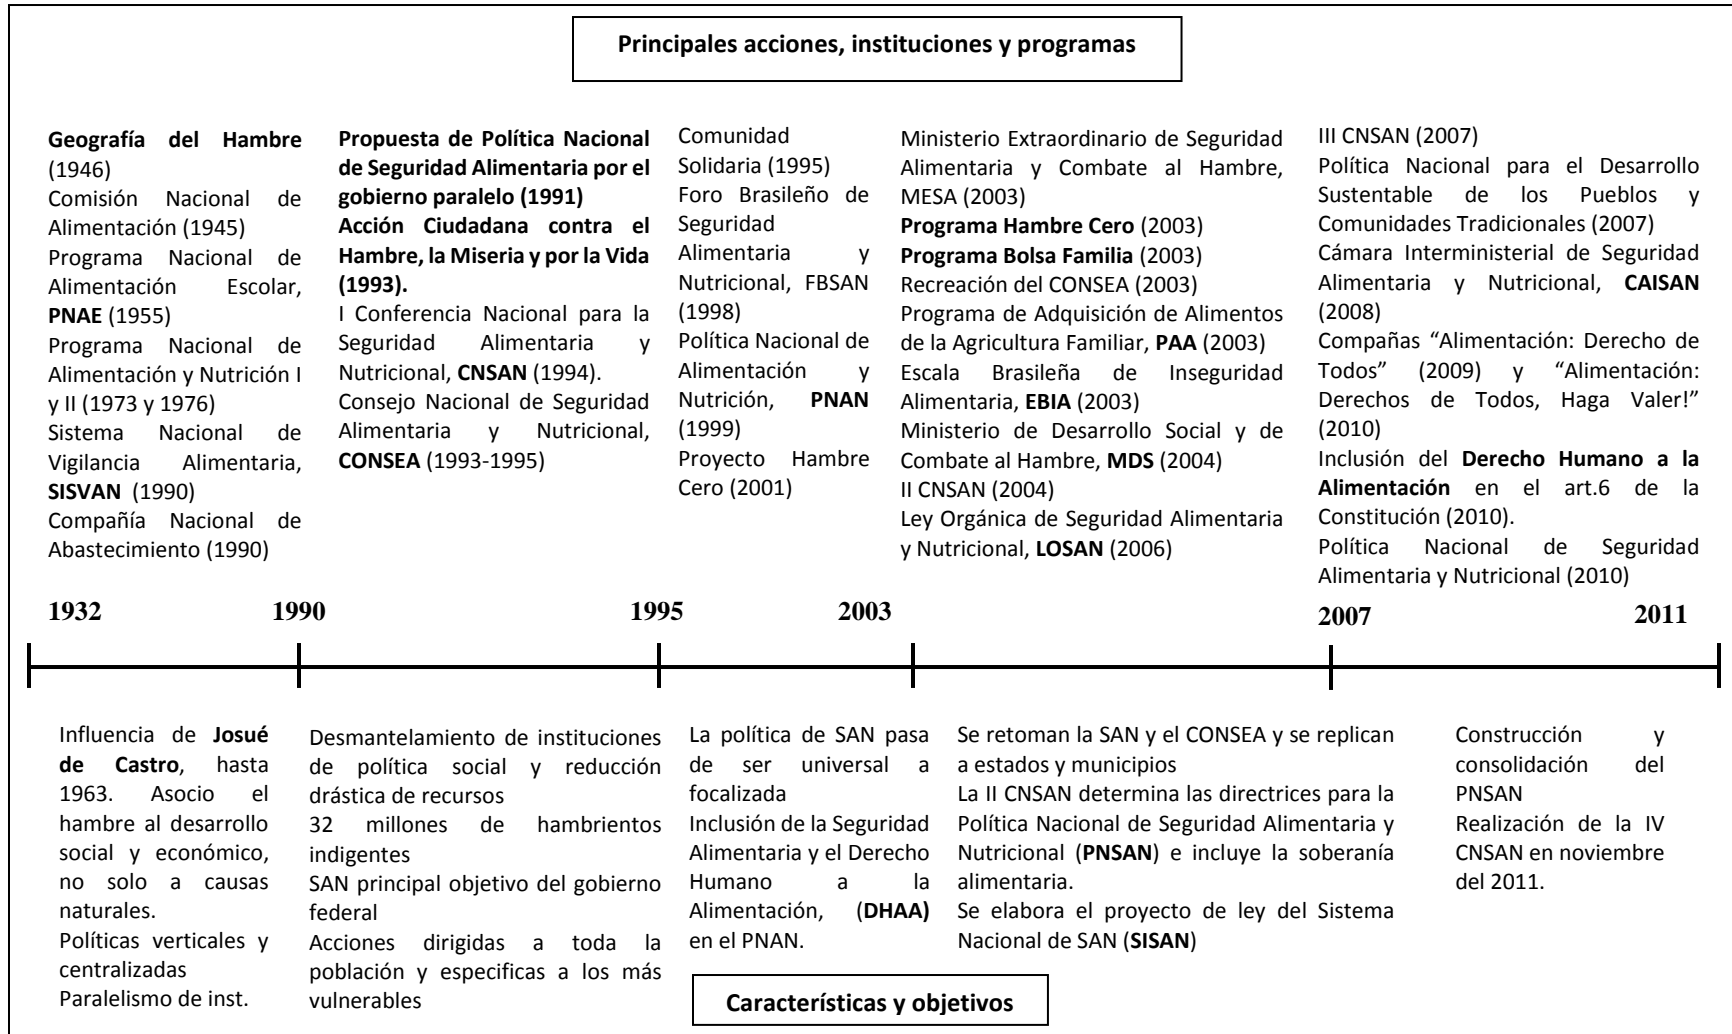 Principales acciones, instituciones y programas
Geografía del Hambre
(1946)
Comisión Nacional de
Alimentación (1945)
Programa Nacional de
Alimentación Escolar,
PNAE (1955)
Programa Nacional de
Alimentación y Nutrición I
y II (1973 y 1976)
Sistema Nacional de
Vigilancia Alimentaria,
SISVAN (1990)
Compañía Nacional de
Abastecimiento (1990)
Propuesta de Política Nacional
de Seguridad Alimentaria por el
gobierno paralelo (1991)
Acción Ciudadana contra el
Hambre, la Miseria y por la Vida
(1993).
I Conferencia Nacional para la
Seguridad Alimentaria y
Nutricional, CNSAN (1994).
Consejo Nacional de Seguridad
Alimentaria y Nutricional,
CONSEA (1993-1995)
Comunidad
Solidaria (1995)
Foro Brasileño de
Seguridad
Alimentaria y
Nutricional, FBSAN
(1998)
Política Nacional de
Alimentación y
Nutrición, PNAN
(1999)
Proyecto Hambre
Cero (2001)
Ministerio Extraordinario de Seguridad
Alimentaria y Combate al Hambre,
MESA (2003)
Programa Hambre Cero (2003)
Programa Bolsa Familia (2003)
Recreación del CONSEA (2003)
Programa de Adquisición de Alimentos
de la Agricultura Familiar, PAA (2003)
Escala Brasileña de Inseguridad
Alimentaria, EBIA (2003)
Ministerio de Desarrollo Social y de
Combate al Hambre, MDS (2004)
II CNSAN (2004)
Ley Orgánica de Seguridad Alimentaria
y Nutricional, LOSAN (2006)
III CNSAN (2007)
Política Nacional para el Desarrollo
Sustentable de los Pueblos y
Comunidades Tradicionales (2007)
Cámara Interministerial de Seguridad
Alimentaria y Nutricional, CAISAN
(2008)
Compañas “Alimentación: Derecho de
Todos” (2009) y “Alimentación:
Derechos de Todos, Haga Valer!”
(2010)
Inclusión del Derecho Humano a la
Alimentación en el art.6 de la
Constitución (2010).
Política Nacional de Seguridad
Alimentaria y Nutricional (2010)
1932 1990 1995 2003 2007 2011
Influencia de Josué
de Castro, hasta
1963. Asocio el
hambre al desarrollo
social y económico,
no solo a causas
naturales.
Políticas verticales y
centralizadas
Paralelismo de inst.
Desmantelamiento de instituciones
de política social y reducción
drástica de recursos
32 millones de hambrientos
indigentes
SAN principal objetivo del gobierno
federal
Acciones dirigidas a toda la
población y especificas a los más
vulnerables
La política de SAN pasa
de ser universal a
focalizada
Inclusión de la Seguridad
Alimentaria y el Derecho
Humano a la
Alimentación, (DHAA)
en el PNAN.
Se retoman la SAN y el CONSEA y se replican
a estados y municipios
La II CNSAN determina las directrices para la
Política Nacional de Seguridad Alimentaria y
Nutricional (PNSAN) e incluye la soberanía
alimentaria.
Se elabora el proyecto de ley del Sistema
Nacional de SAN (SISAN)
Construcción y
consolidación del
PNSAN
Realización de la IV
CNSAN en noviembre
del 2011.
Características y objetivos